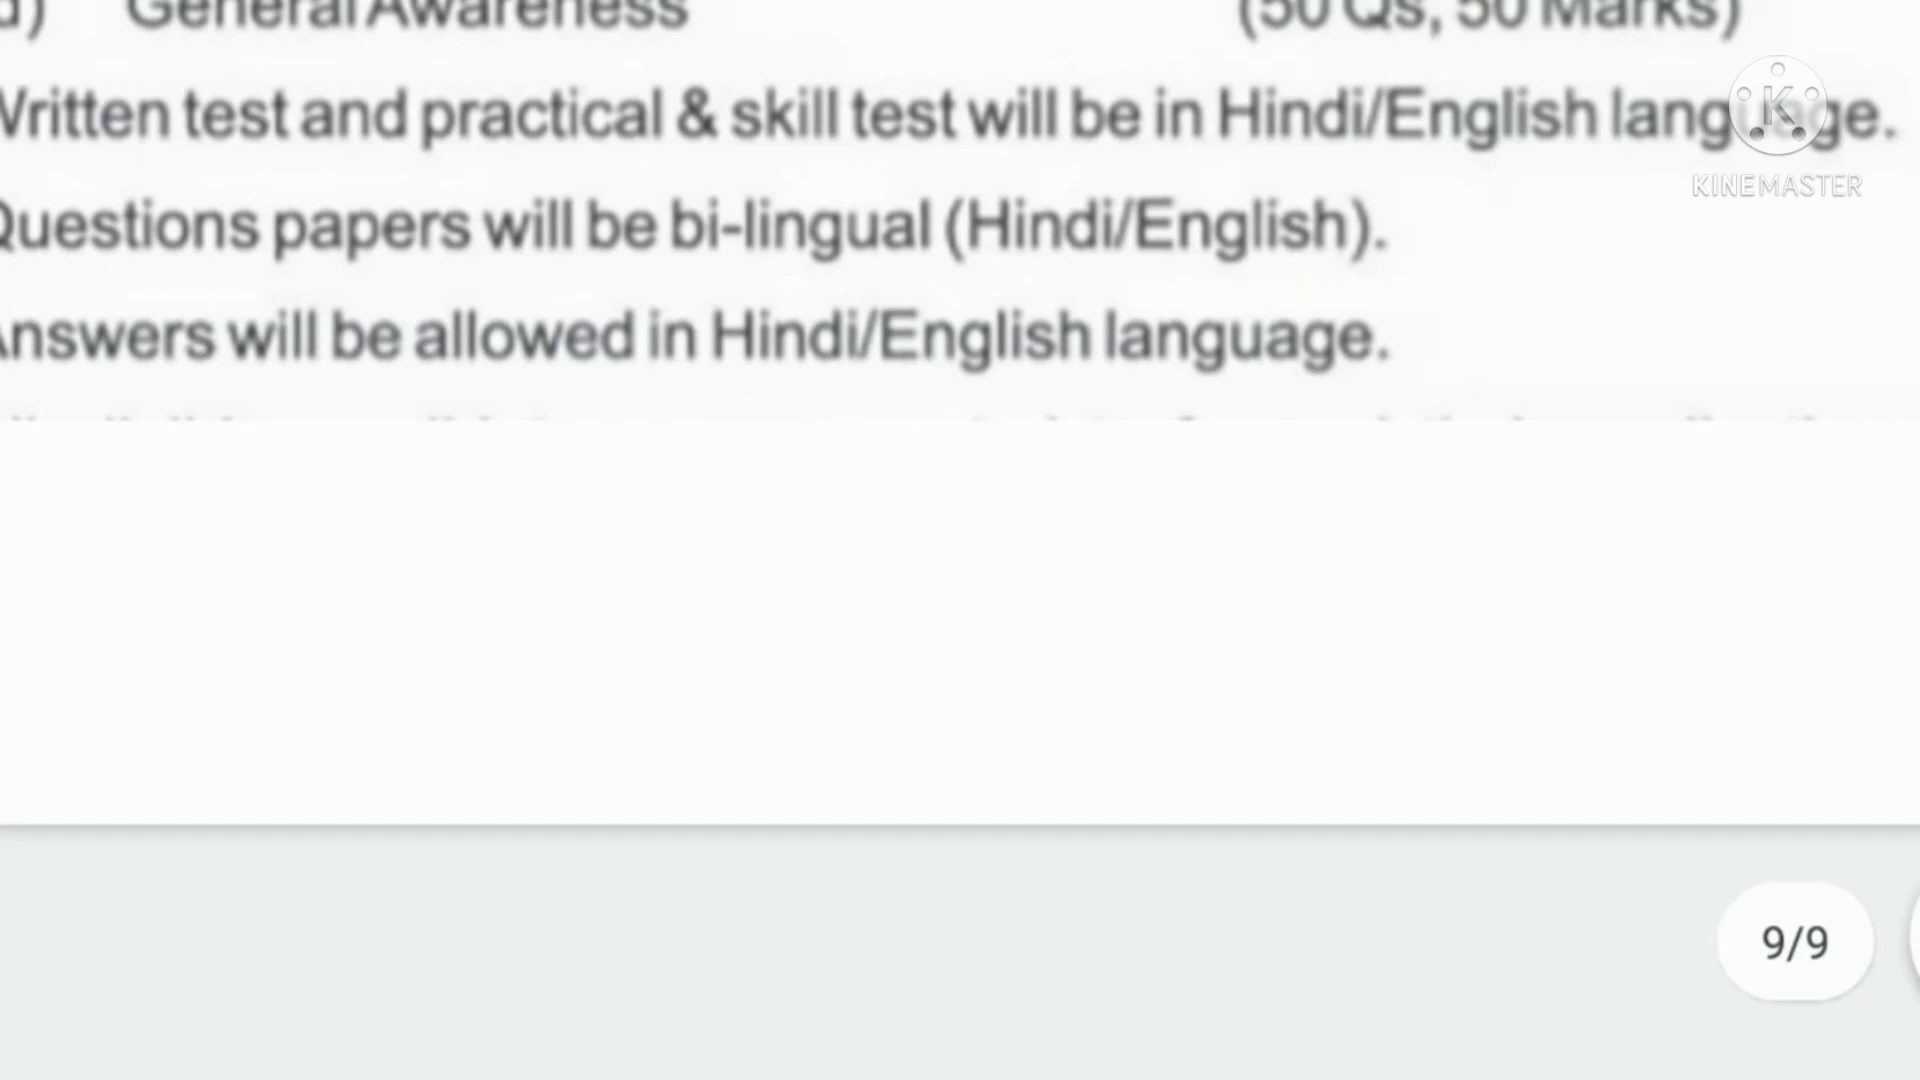 d) General Awareness (50 Qs, 50 Marks)
Written test and practical & skill test will be in Hindi/English language.
Questions papers will be bi-lingual (Hindi/English).
Answers will be allowed in Hindi/English language.
K
KINEMASTER
9/9